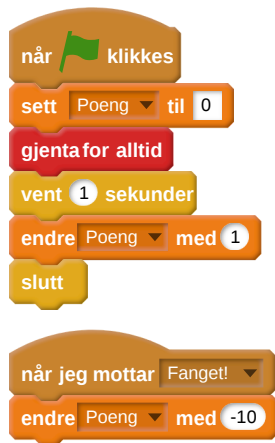 når klikkes
sett Poeng til 0
gjenta for alltid
vent 1 sekunder
endre Poeng med 1
slutt
når jeg mottar Fanget!
endre Poeng med -10